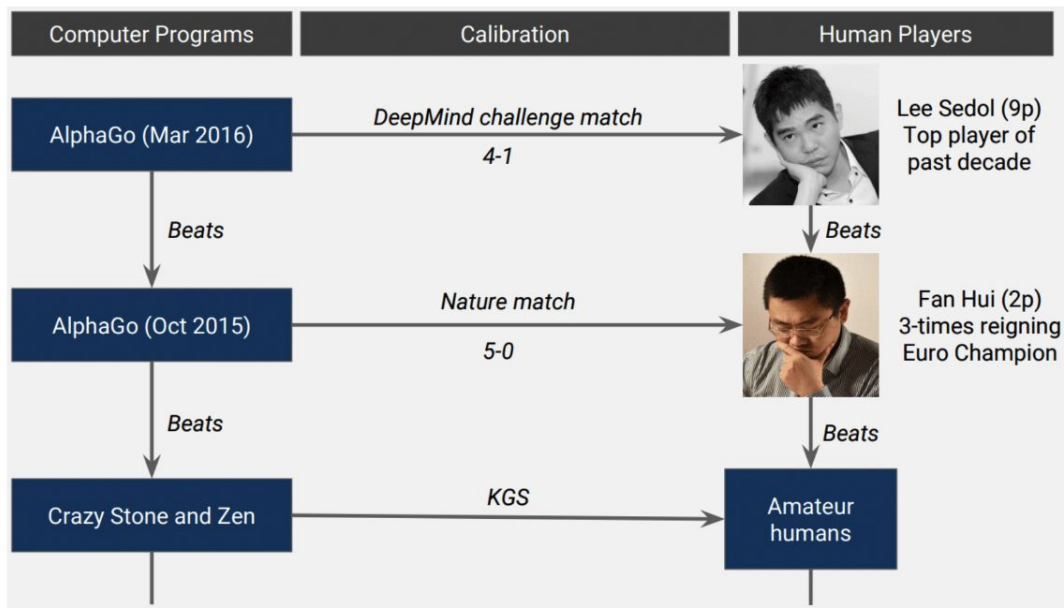 Computer Programs
Calibration
Human Players
AlphaGo (Mar 2016)
DeepMind challenge match
4-1
Lee Sedol (9p)
Top player of
past decade
Beats
Beats
AlphaGo (Oct 2015)
Nature match
5-0
Fan Hui (2p)
3-times reigning
Euro Champion
Beats
Beats
Crazy Stone and Zen
KGS
Amateur
humans